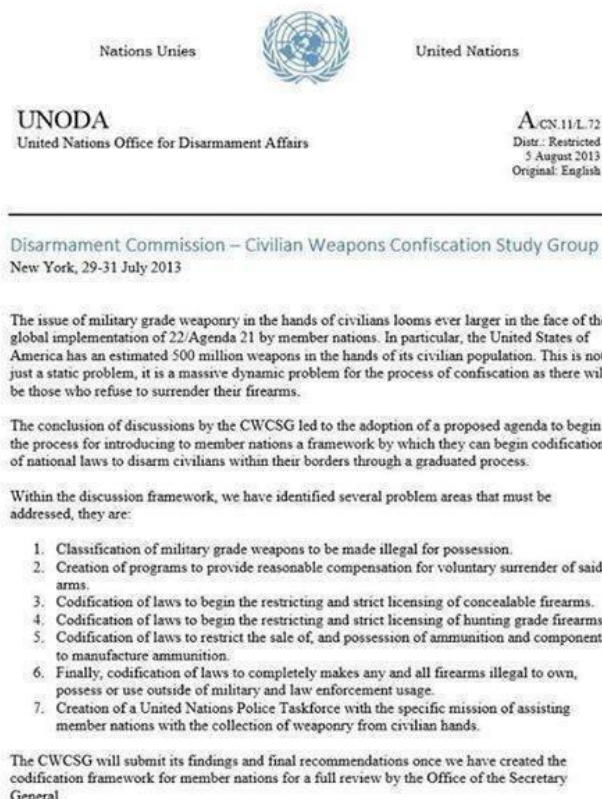 Nations Unies United Nations
UNODA
United Nations Office for Disarmament Affairs
A/CN.11/L.72
Distr.: Restricted
5 August 2013
Original: English
Disarmament Commission – Civilian Weapons Confiscation Study Group
New York, 29-31 July 2013
The issue of military grade weaponry in the hands of civilians looms ever larger in the face of the
global implementation of 22/Agenda 21 by member nations. In particular, the United States of
America has an estimated 500 million weapons in the hands of its civilian population. This is not
just a static problem, it is a massive dynamic problem for the process of confiscation as there will
be those who refuse to surrender their firearms.
The conclusion of discussions by the CWCSG led to the adoption of a proposed agenda to begin
the process for introducing to member nations a framework by which they can begin codification
of national laws to disarm civilians within their borders through a graduated process.
Within the discussion framework, we have identified several problem areas that must be
addressed, they are:
1. Classification of military grade weapons to be made illegal for possession.
2. Creation of programs to provide reasonable compensation for voluntary surrender of said
arms.
3. Codification of laws to begin the restricting and strict licensing of concealable firearms.
4. Codification of laws to begin the restricting and strict licensing of hunting grade firearms
5. Codification of laws to restrict the sale of, and possession of ammunition and component
to manufacture ammunition.
6. Finally, codification of laws to completely makes any and all firearms illegal to own,
possess or use outside of military and law enforcement usage.
7. Creation of a United Nations Police Taskforce with the specific mission of assisting
member nations with the collection of weaponry from civilian hands.
The CWCSG will submit its findings and final recommendations once we have created the
codification framework for member nations for a full review by the Office of the Secretary
General.